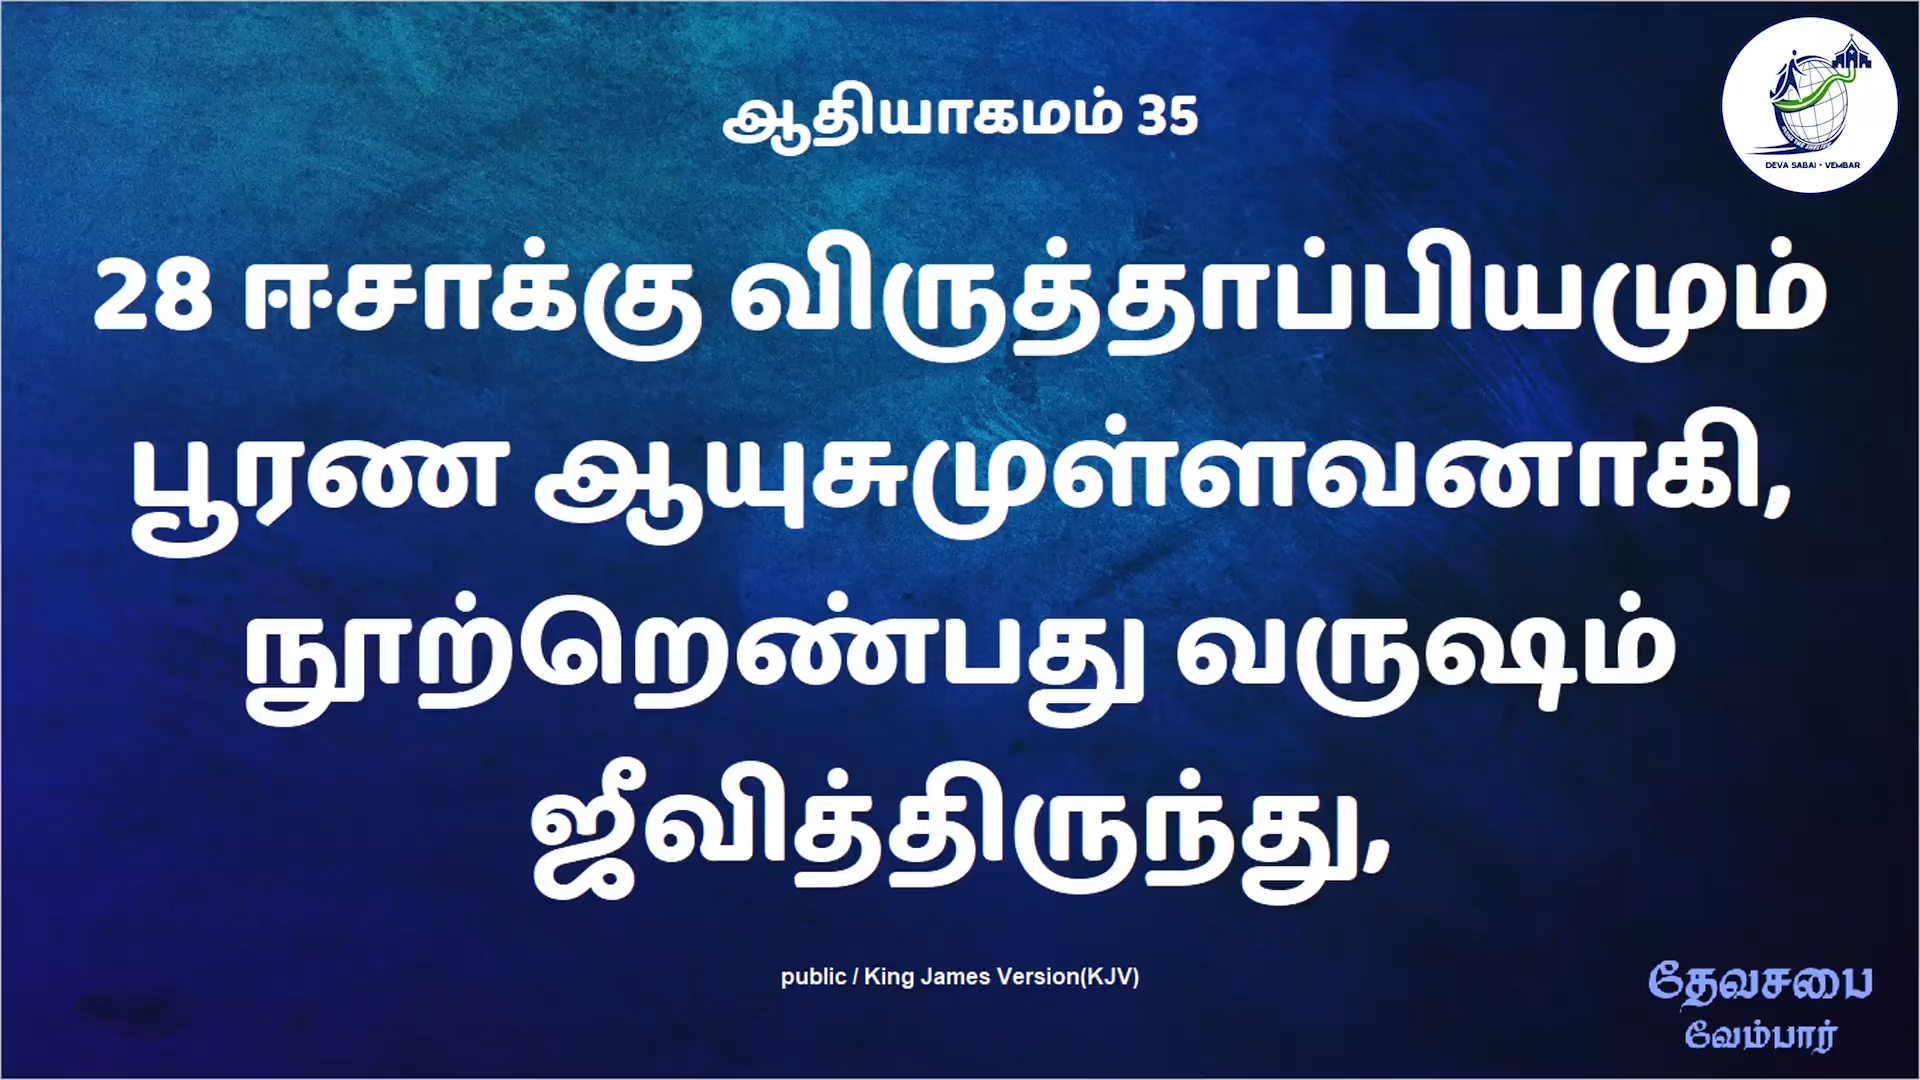 ஆதியாகமம் 35
28 ஈசாக்கு விருத்தாப்பியமும்
பூரண ஆயுசுமுள்ளவனாகி,
நூற்றெண்பது வருஷம்
ஜீவித்திருந்து,
public / King James Version(KJV)
DEVA SABAI - VEMBAR
தேவசபை
வேம்பார்